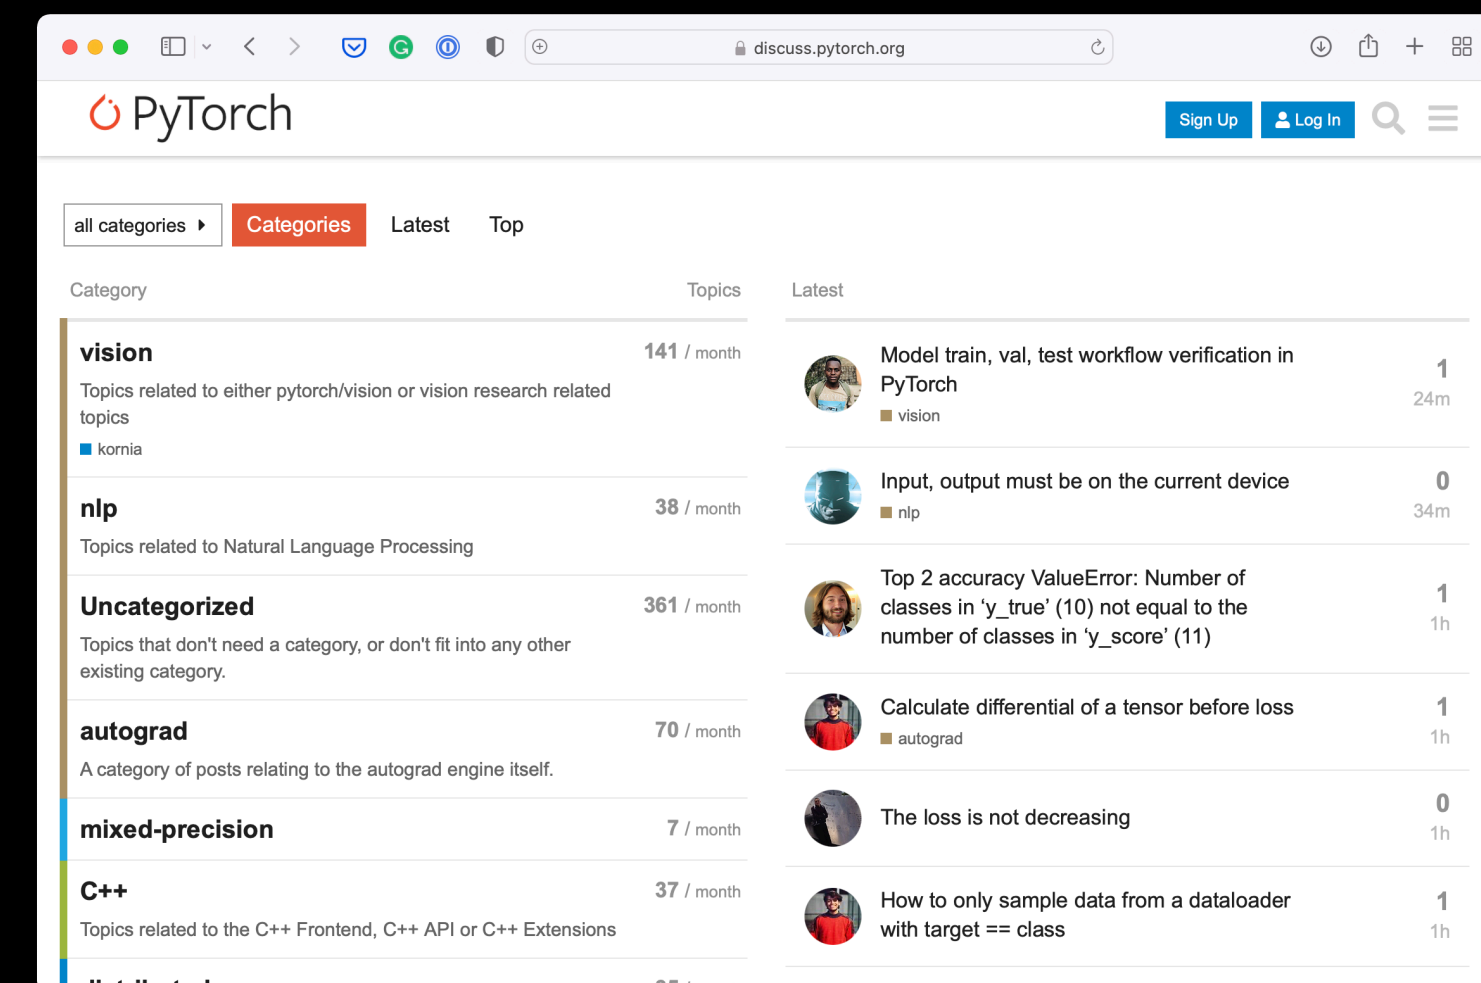 discuss.pytorch.org
PyTorch
Sign Up
Log In
all categories
Categories
Latest
Top
Category
Topics
vision
141 / month
Topics related to either pytorch/vision or vision research related
topics
kornia
nlp
38 / month
Topics related to Natural Language Processing
Uncategorized
361 / month
Topics that don't need a category, or don't fit into any other
existing category.
autograd
70 / month
A category of posts relating to the autograd engine itself.
mixed-precision
7 / month
C++
37 / month
Topics related to the C++ Frontend, C++ API or C++ Extensions
Latest
Model train, val, test workflow verification in
PyTorch
vision
1
24m
Input, output must be on the current device
nlp
0
34m
Top 2 accuracy ValueError: Number of
classes in ‘y_true’ (10) not equal to the
number of classes in ‘y_score’ (11)
1
1h
Calculate differential of a tensor before loss
autograd
1
1h
The loss is not decreasing
0
1h
How to only sample data from a dataloader
with target == class
1
1h